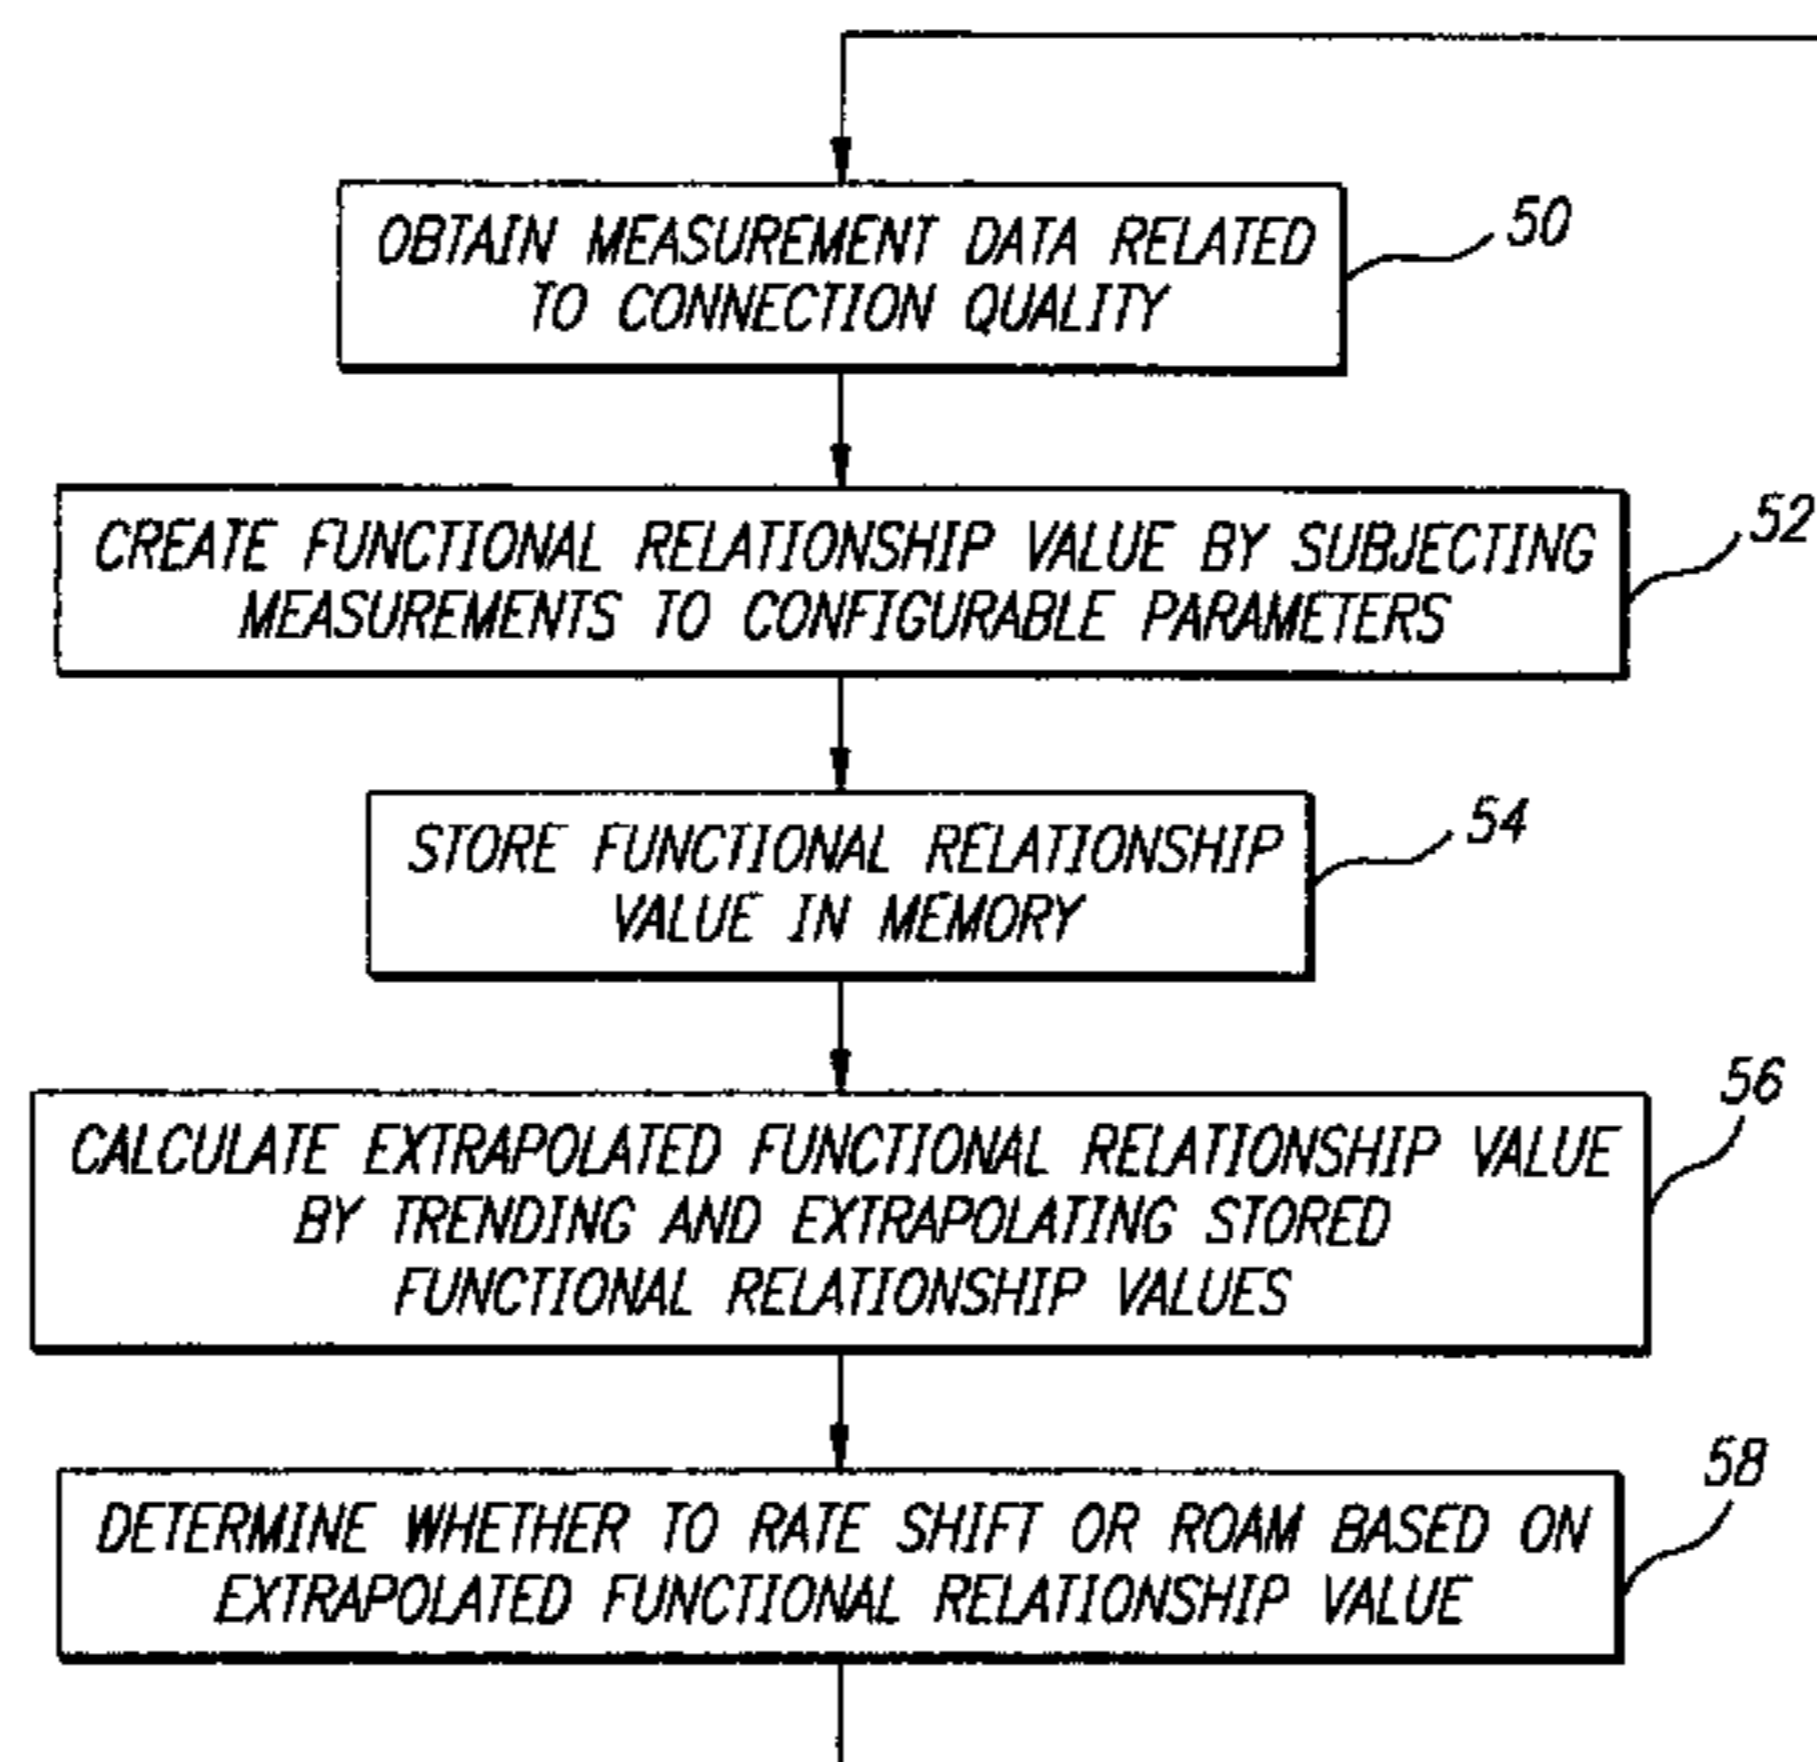 OBTAIN MEASUREMENT DATA RELATED
TO CONNECTION QUALITY
50
CREATE FUNCTIONAL RELATIONSHIP VALUE BY SUBJECTING
MEASUREMENTS TO CONFIGURABLE PARAMETERS
52
STORE FUNCTIONAL RELATIONSHIP
VALUE IN MEMORY
54
CALCULATE EXTRAPOLATED FUNCTIONAL RELATIONSHIP VALUE
BY TRENDING AND EXTRAPOLATING STORED
FUNCTIONAL RELATIONSHIP VALUES
56
DETERMINE WHETHER TO RATE SHIFT OR ROAM BASED ON
EXTRAPOLATED FUNCTIONAL RELATIONSHIP VALUE
58